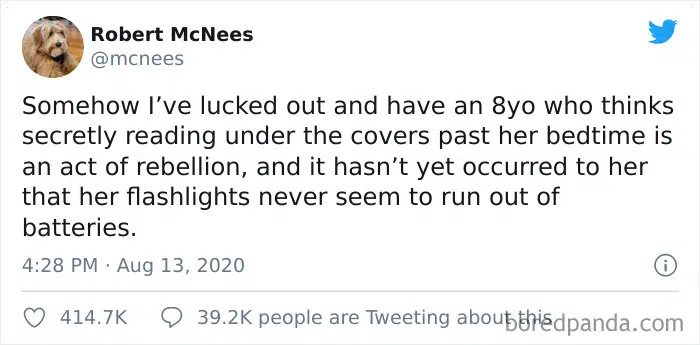 Robert McNees
@mcnees
Somehow I’ve lucked out and have an 8yo who thinks
secretly reading under the covers past her bedtime is
an act of rebellion, and it hasn’t yet occurred to her
that her flashlights never seem to run out of
batteries.
4:28 PM · Aug 13, 2020
414.7K 39.2K people are Tweeting about this
boredpanda.com